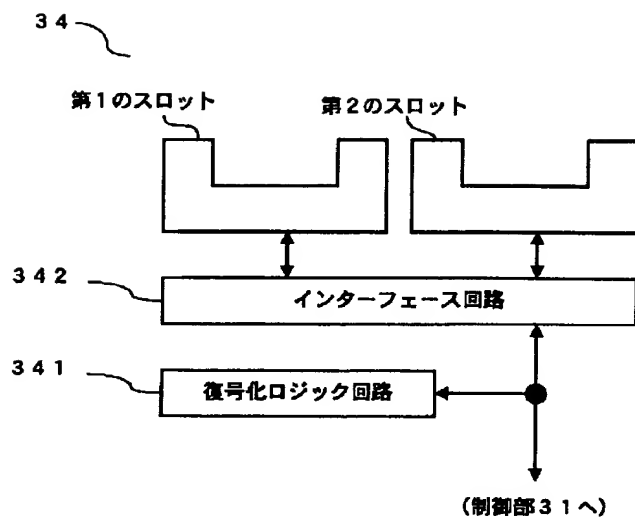 ３４
第１のスロット
第２のスロット
３４２
インターフェース回路
３４１
復号化ロジック回路
（制御部３１へ）